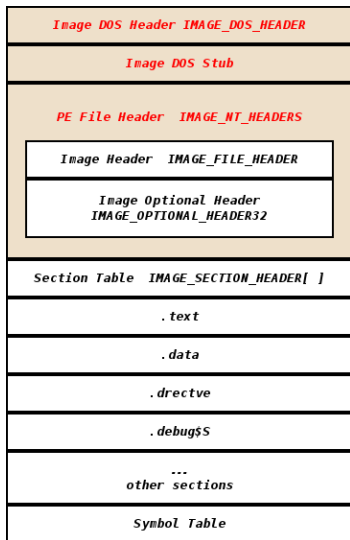 Image DOS Header IMAGE_DOS_HEADER
Image DOS Stub
PE File Header  IMAGE_NT_HEADERS
Image Header  IMAGE_FILE_HEADER
Image Optional Header
IMAGE_OPTIONAL_HEADER32
Section Table  IMAGE_SECTION_HEADER[ ]
.text
.data
.drectve
.debug$S
...
other sections
Symbol Table